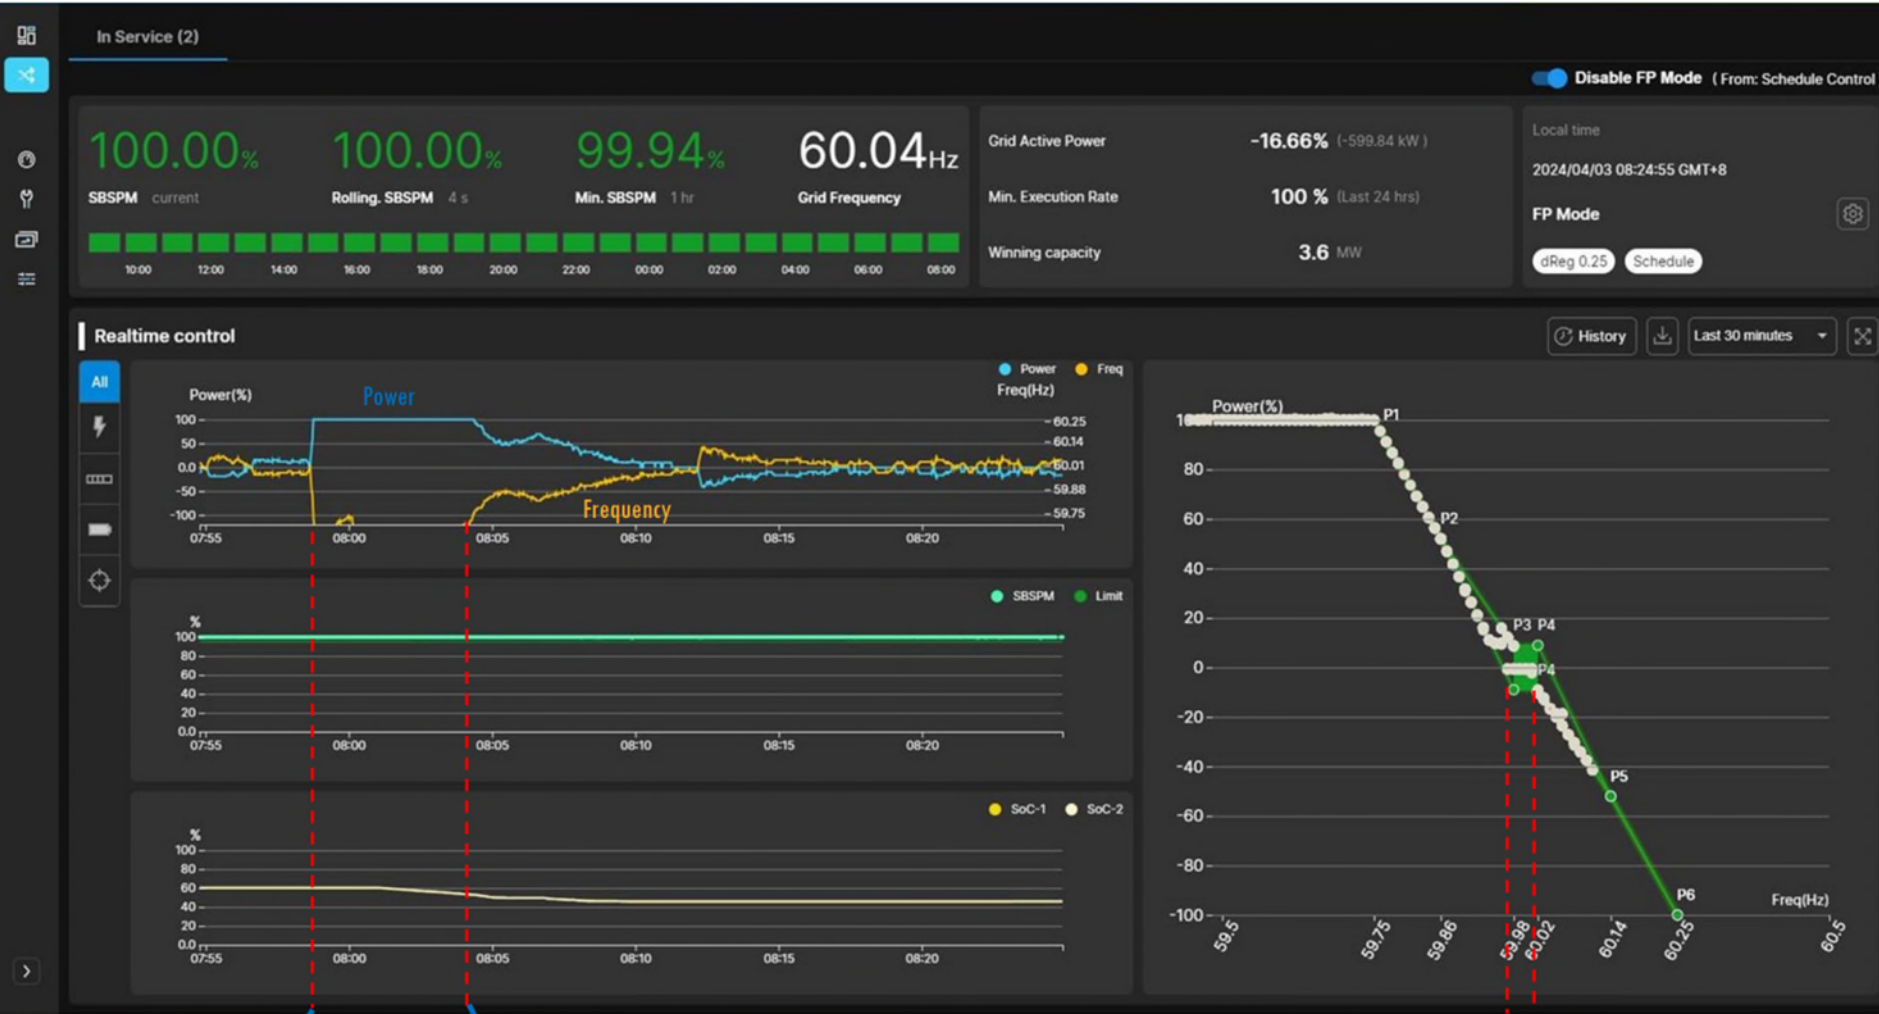 In Service (2)
Disable FP Mode ( From: Schedule Control
100.00%
SBSPM current
100.00%
Rolling. SBSPM 4 s
99.94%
Min. SBSPM 1 hr
60.04Hz
Grid Frequency
10:00 12:00 14:00 16:00 18:00 20:00 22:00 00:00 02:00 04:00 06:00 08:00
Grid Active Power -16.66% (-599.84 kW )
Min. Execution Rate 100 % (Last 24 hrs)
Winning capacity 3.6 MW
Local time
2024/04/03 08:24:55 GMT+8
FP Mode
dReg 0.25 Schedule
Realtime control
History Last 30 minutes
All
Power Freq
Power(%) Power Freq(Hz)
100 60.25
50 60.14
0.0 60.01
-50 59.88
-100 59.75
Frequency
07:55 08:00 08:05 08:10 08:15 08:20
SBSPM Limit
%
100
80
60
40
20
0.0
07:55 08:00 08:05 08:10 08:15 08:20
SoC-1 SoC-2
%
100
80
60
40
20
0.0
07:55 08:00 08:05 08:10 08:15 08:20
Power(%)
P1
80
60 P2
40
20 P3 P4
0 P4
-20
-40 P5
-60
-80
P6 Freq(Hz)
-100
59.5 59.75 59.86 59.98 60.02 60.14 60.25 60.5